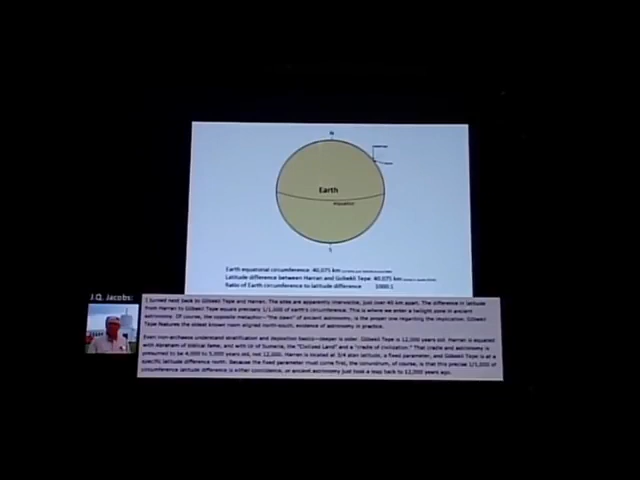 N
Earth
equator
Earth equatorial circumference 40,075 km
Latitude difference between Harran and Göbekli Tepe 40.075 km
Ratio of Earth circumference to latitude difference 1000:1
J.Q. Jacobs:
I turned next back to Göbekli Tepe and Harran. The sites are apparently intervisible, just over 40 km apart. The difference in latitude
from Harran to Göbekli Tepe equals precisely 1/1,000 of earth's circumference. This is where we enter a twilight zone in ancient
astronomy. Of course, the opposite metaphor—"the dawn" of ancient astronomy, is the proper one regarding the implication. Göbekli
Tepe features the oldest known room aligned north-south, evidence of astronomy in practice.
Even non-archaeos understand stratification and deposition basics—deeper is older. Göbekli Tepe is 12,000 years old. Harran is equated
with Abraham of biblical fame, and with Ur of Sumeria, the "Civilized Land" and a "cradle of civilization." That cradle and astronomy is
presumed to be 4,000 to 5,000 years old, not 12,000. Harran is located at 3/4 atan latitude, a fixed parameter, and Göbekli Tepe is at a
specific latitude difference north. Because the fixed parameter must come first, the conundrum, of course, is that this precise 1/1,000 of
circumference latitude difference is either coincidence, or ancient astronomy just took a leap back to 12,000 years ago.